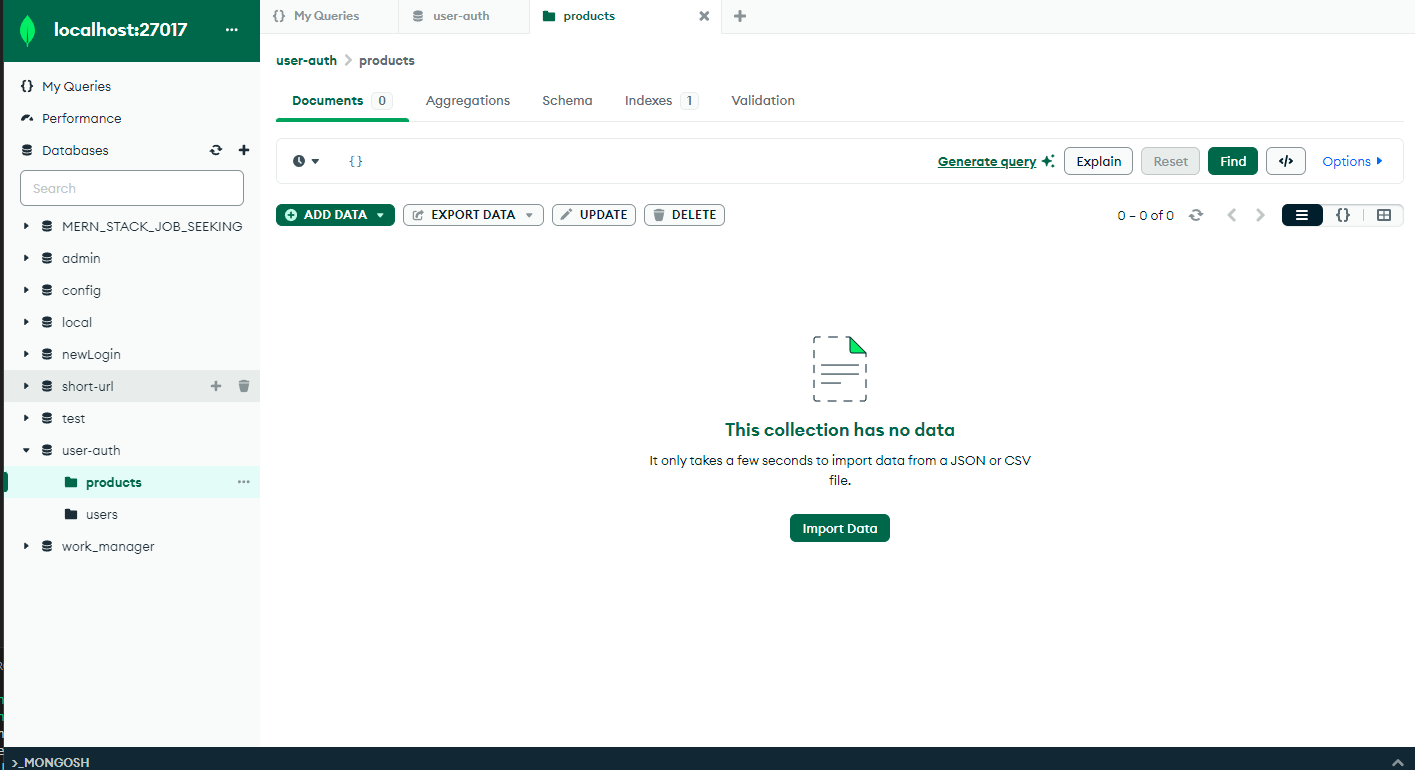 localhost:27017
My Queries
user-auth
products
user-auth
products
My Queries
Performance
Databases
Search
MERN_STACK_JOB_SEEKING
admin
config
local
newLogin
short-url
test
user-auth
products
users
work_manager
Documents 0 Aggregations Schema Indexes 1 Validation
{} Generate query Explain Reset Find </> Options
ADD DATA EXPORT DATA UPDATE DELETE 0 – 0 of 0 {}
This collection has no data
It only takes a few seconds to import data from a JSON or CSV
file.
Import Data
>_MONGOSH